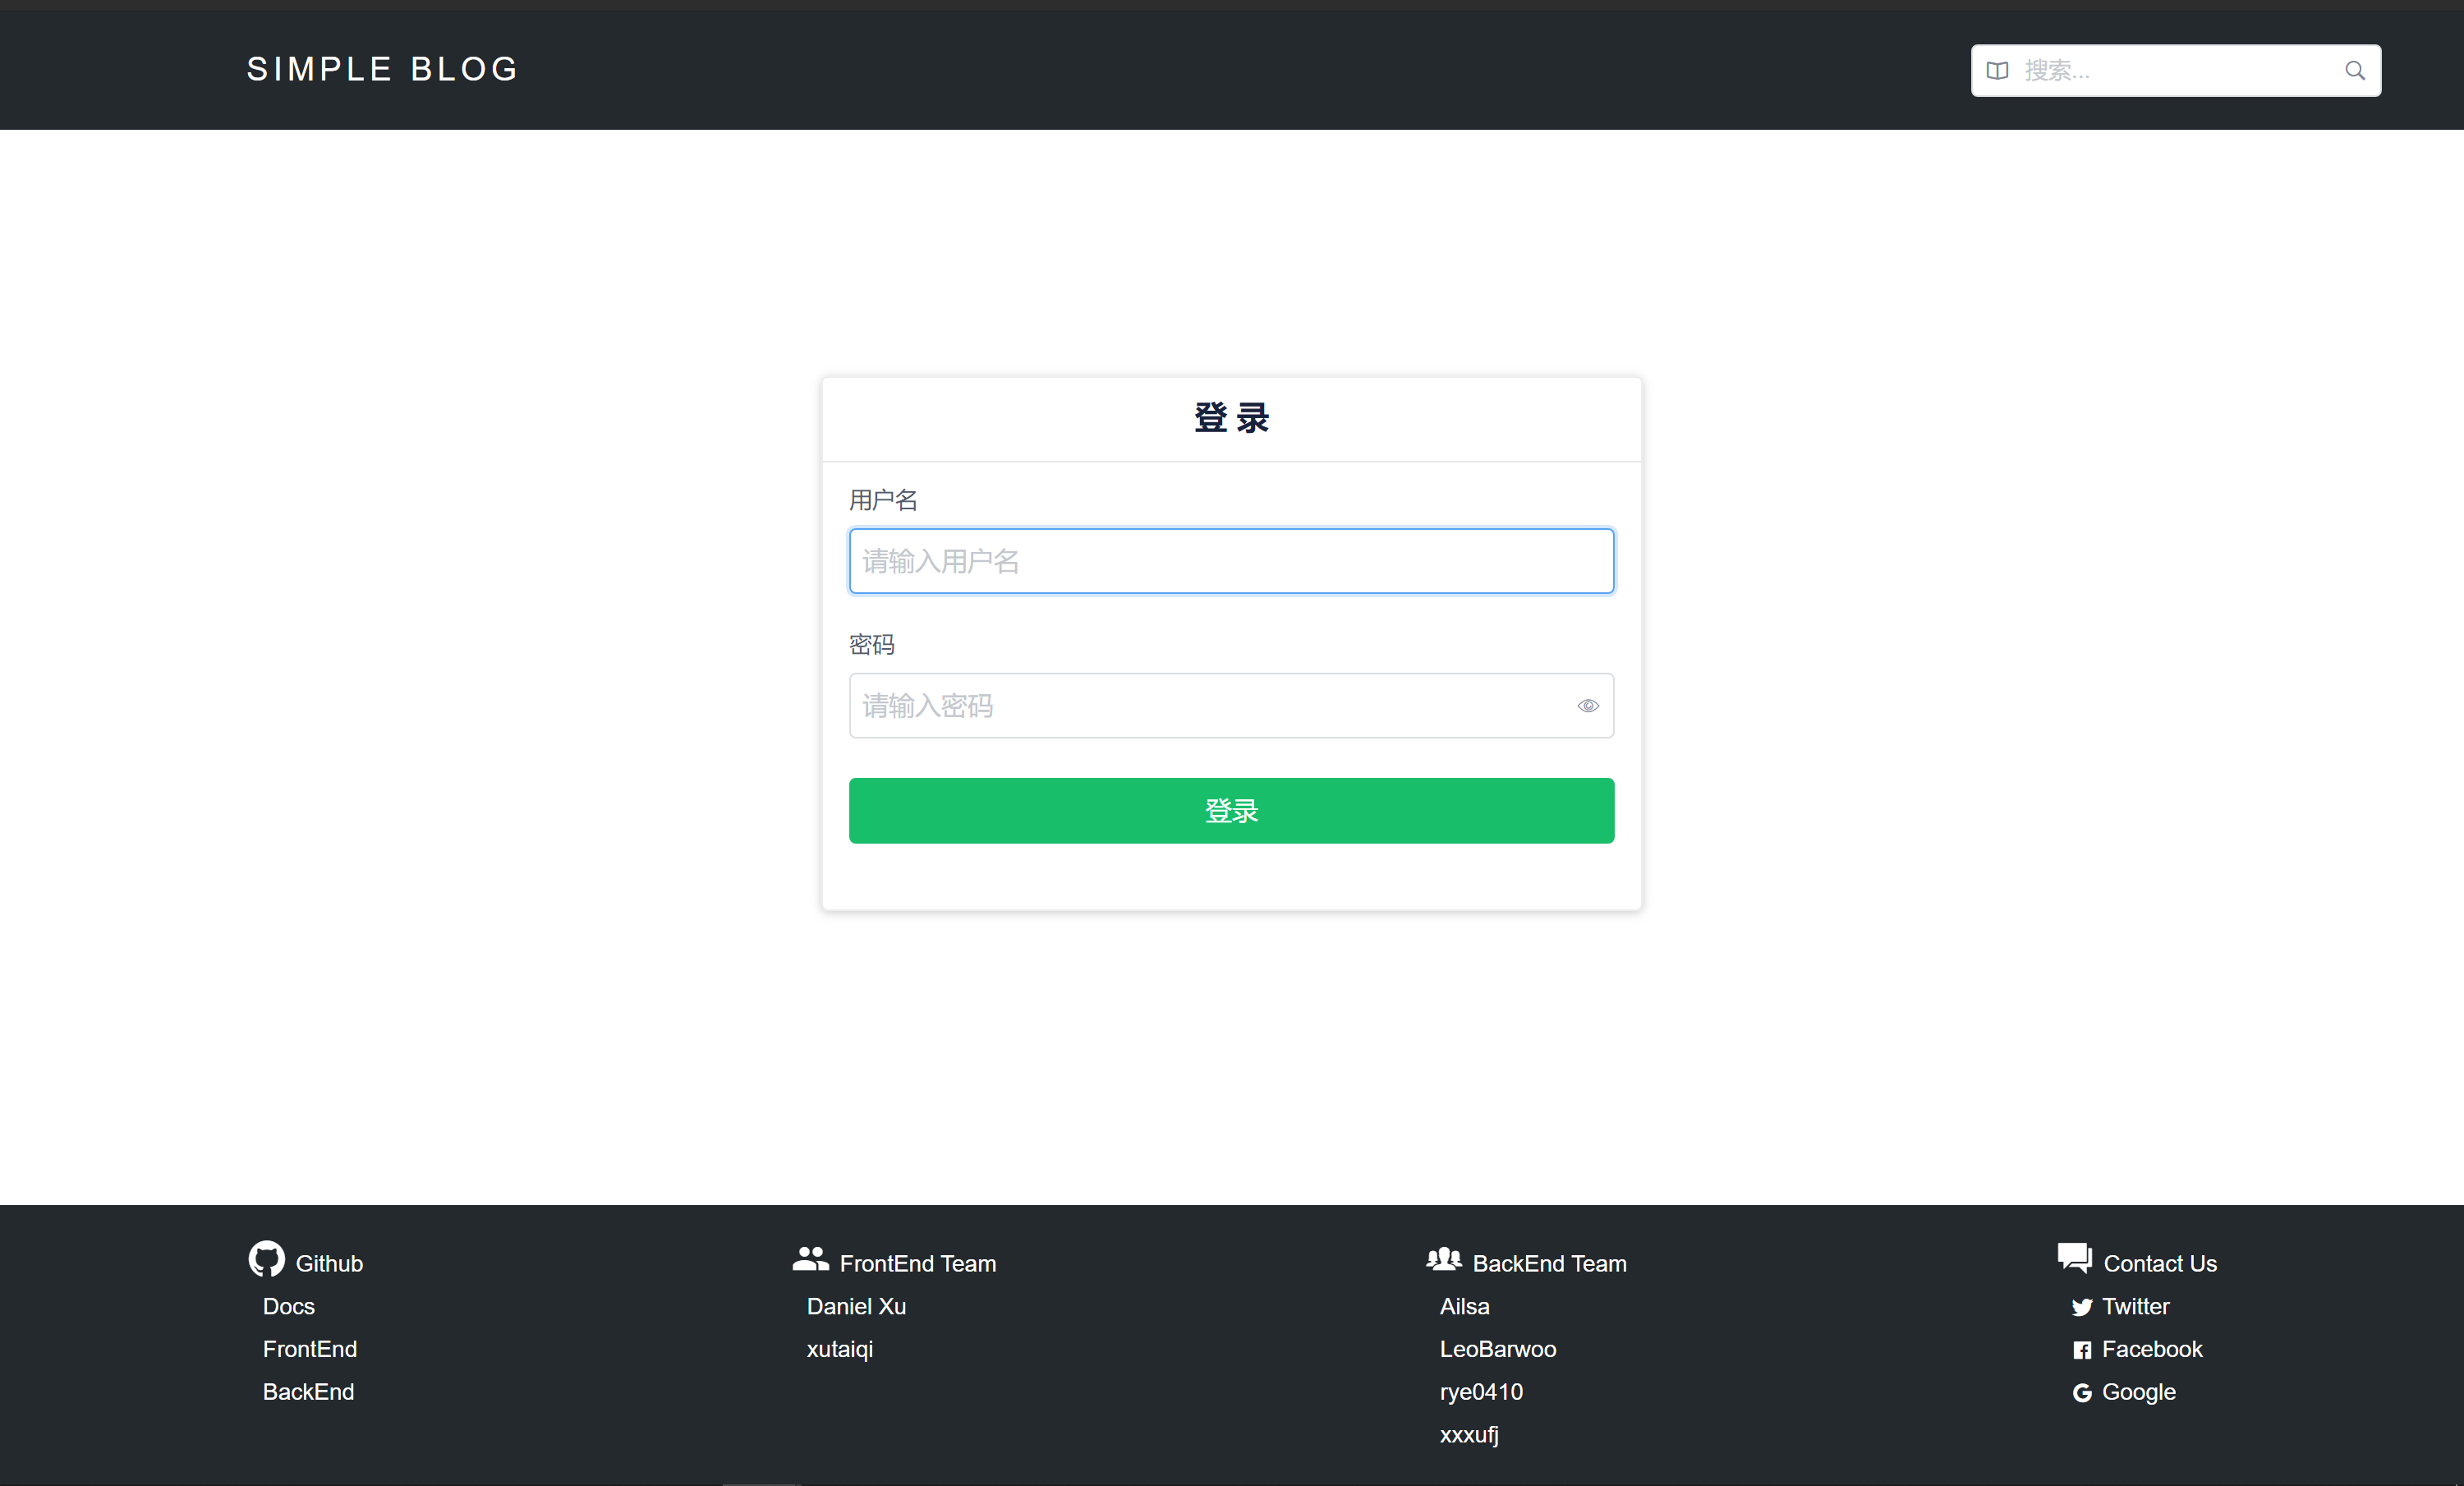 SIMPLE BLOG
搜索...
登 录
用户名
请输入用户名
密码
请输入密码
登录
Github
Docs
FrontEnd
BackEnd
FrontEnd Team
Daniel Xu
xutaiqi
BackEnd Team
Ailsa
LeoBarwoo
rye0410
xxxufj
Contact Us
Twitter
Facebook
Google